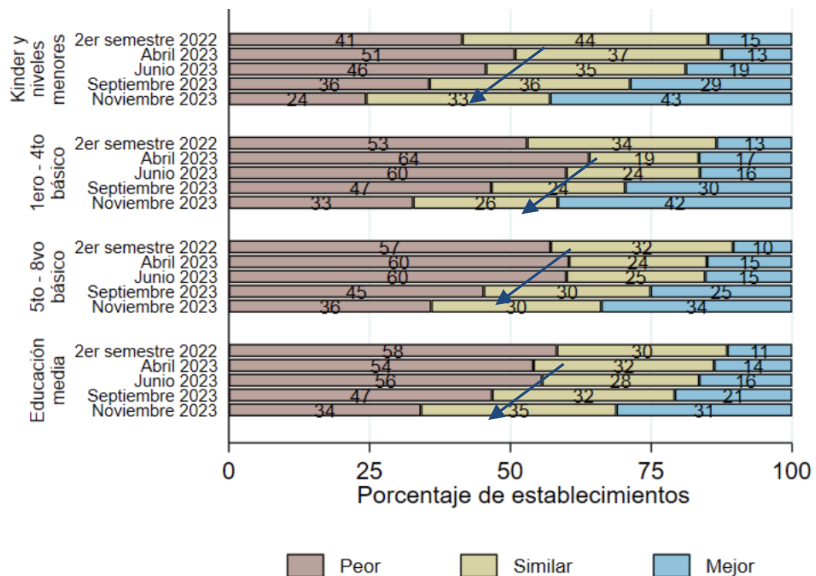 Kinder y
niveles
menores
2er semestre 2022 41 44 15
Abril 2023 51 37 13
Junio 2023 46 35 19
Septiembre 2023 36 36 29
Noviembre 2023 24 33 43
1ero - 4to
básico
2er semestre 2022 53 34 13
Abril 2023 64 19 17
Junio 2023 60 24 16
Septiembre 2023 47 24 30
Noviembre 2023 33 26 42
5to - 8vo
básico
2er semestre 2022 57 32 10
Abril 2023 60 24 15
Junio 2023 60 25 15
Septiembre 2023 45 30 25
Noviembre 2023 36 30 34
Educación
media
2er semestre 2022 58 30 11
Abril 2023 54 32 14
Junio 2023 56 28 16
Septiembre 2023 47 32 21
Noviembre 2023 34 35 31
0 25 50 75 100
Porcentaje de establecimientos
Peor Similar Mejor